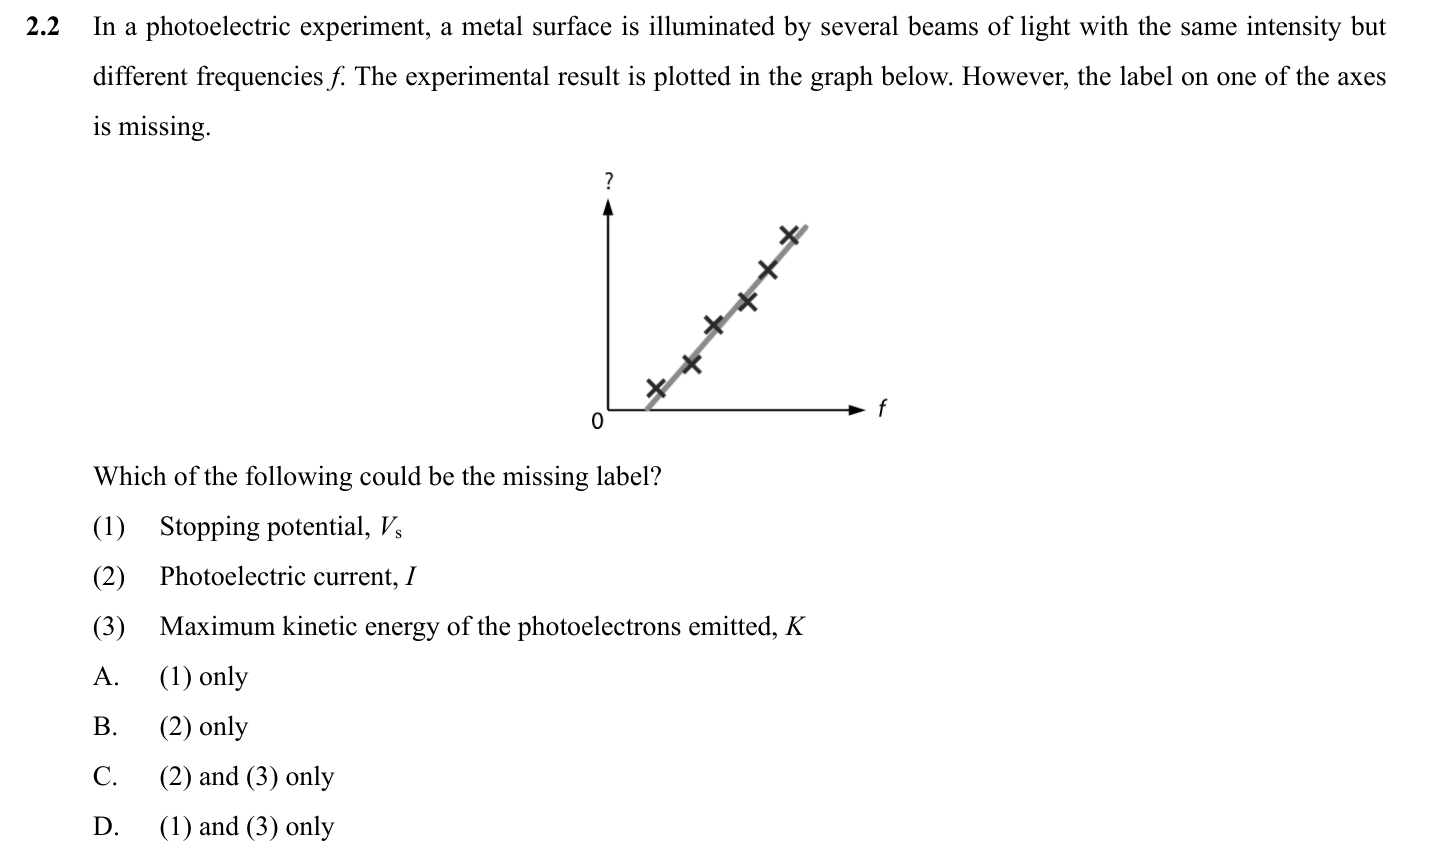 2.2 In a photoelectric experiment, a metal surface is illuminated by several beams of light with the same intensity but
different frequencies f. The experimental result is plotted in the graph below. However, the label on one of the axes
is missing.
?
0
f
Which of the following could be the missing label?
(1) Stopping potential, Vs
(2) Photoelectric current, I
(3) Maximum kinetic energy of the photoelectrons emitted, K
A. (1) only
B. (2) only
C. (2) and (3) only
D. (1) and (3) only